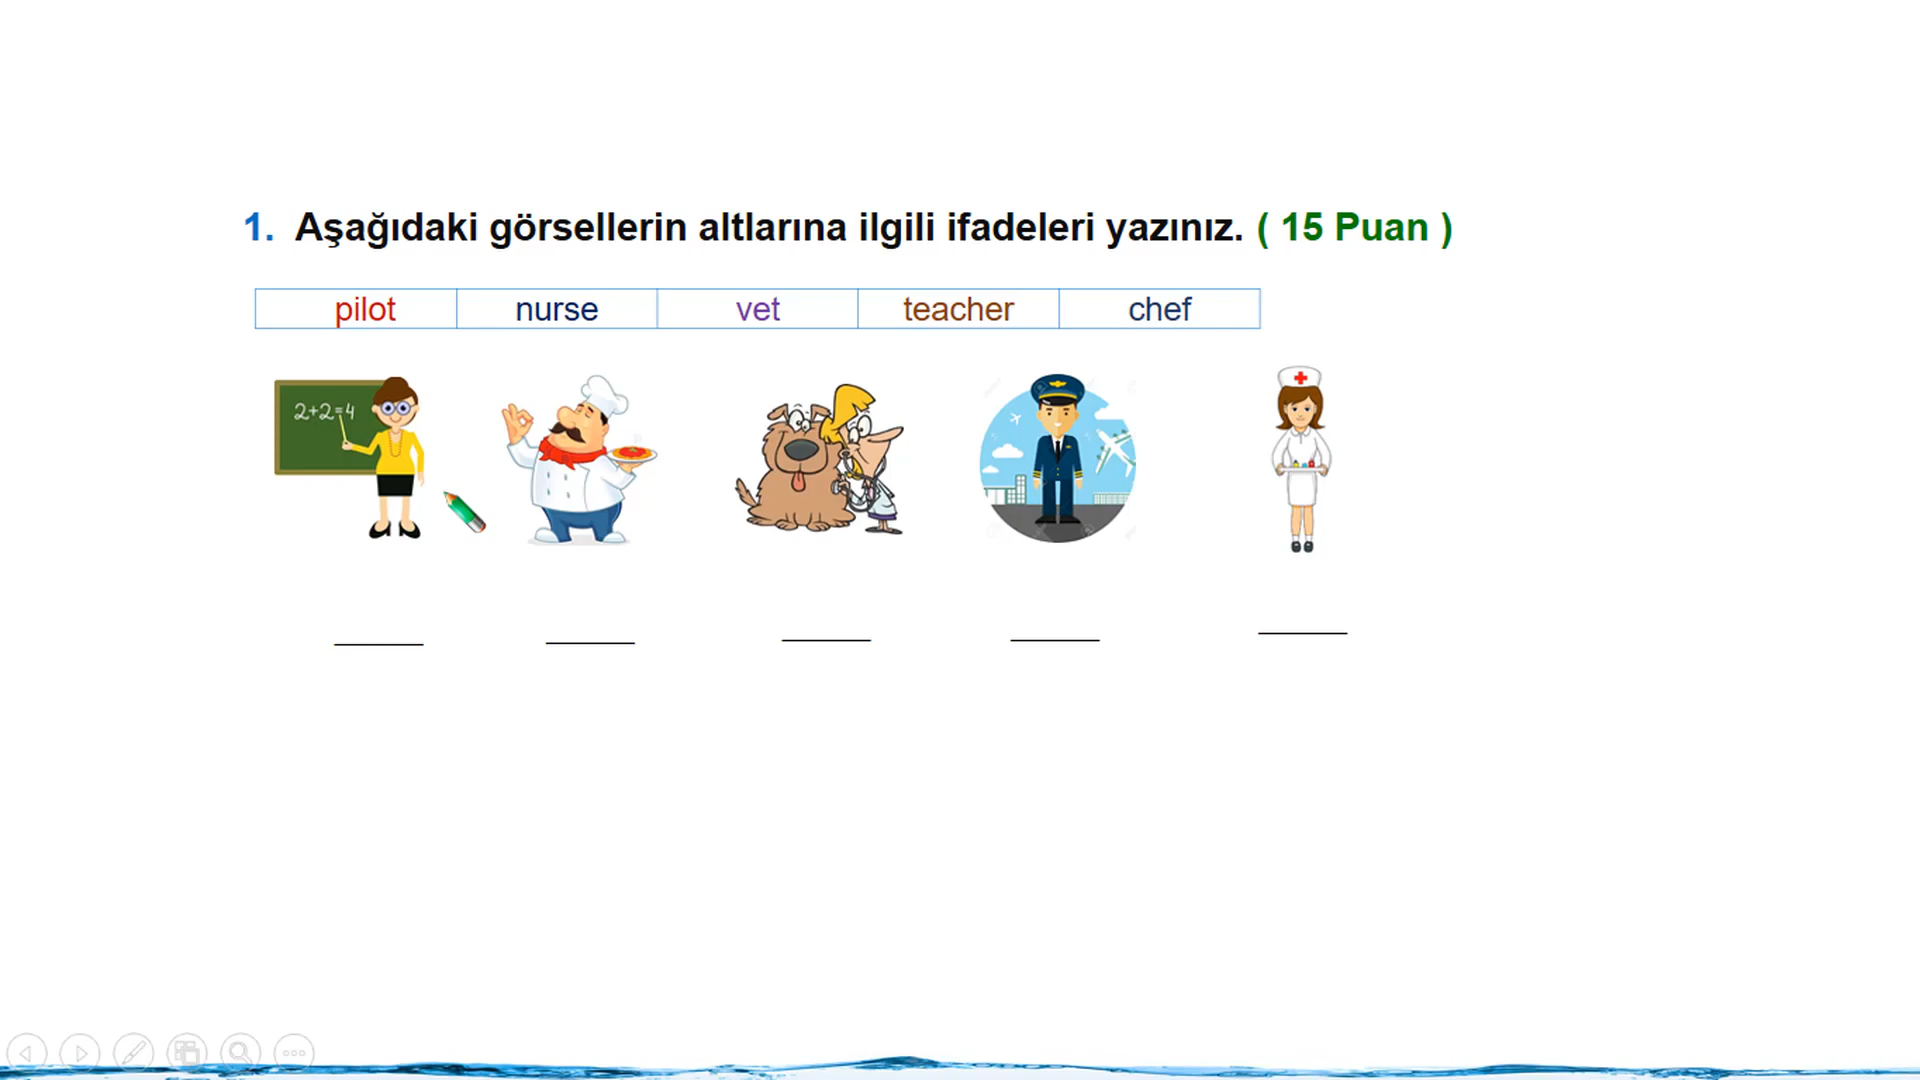 1. Aşağıdaki görsellerin altlarına ilgili ifadeleri yazınız. ( 15 Puan )
pilot nurse vet teacher chef
2+2=4